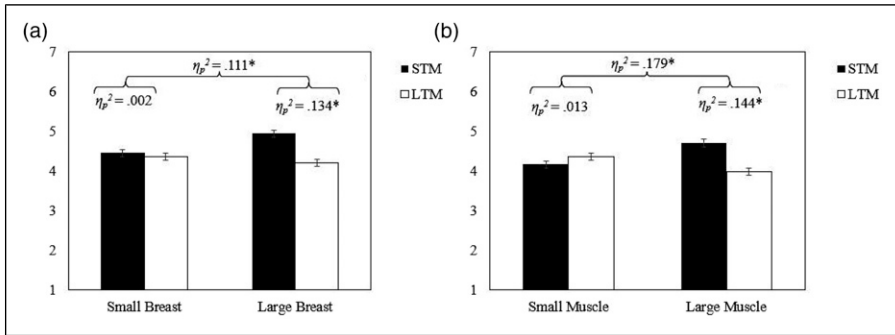 (a)
7
6
5
4
3
2
1
ηp² = .111*
ηp² = .002
ηp² = .134*
Small Breast
Large Breast
STM
LTM
(b)
7
6
5
4
3
2
1
ηp² = .179*
ηp² = .013
ηp² = .144*
Small Muscle
Large Muscle
STM
LTM